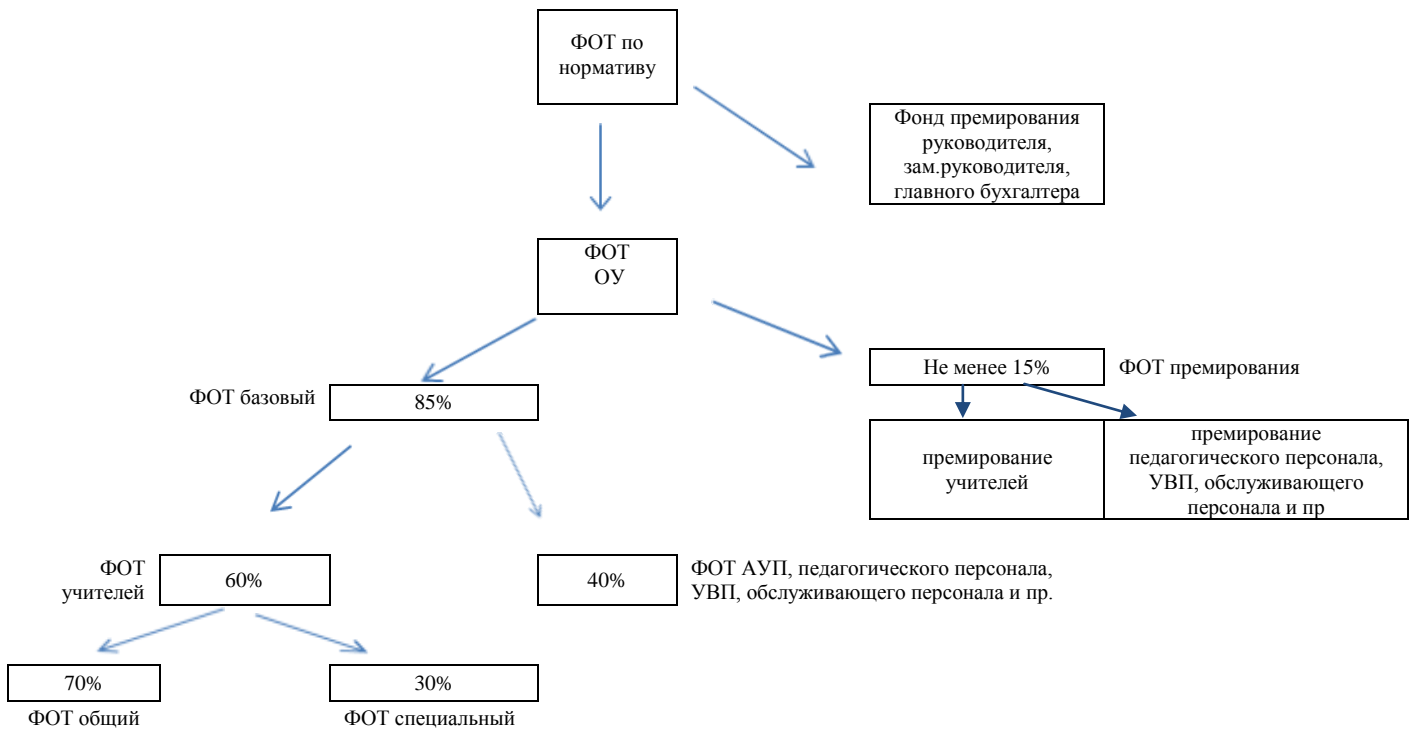 ФОТ по
нормативу
Фонд премирования
руководителя,
зам.руководителя,
главного бухгалтера
ФОТ
ОУ
Не менее 15%
ФОТ премирования
ФОТ базовый
85%
премирование
учителей
премирование
педагогического персонала,
УВП, обслуживающего
персонала и пр
ФОТ
учителей
60%
40%
ФОТ АУП, педагогического персонала,
УВП, обслуживающего персонала и пр.
70%
30%
ФОТ общий
ФОТ специальный